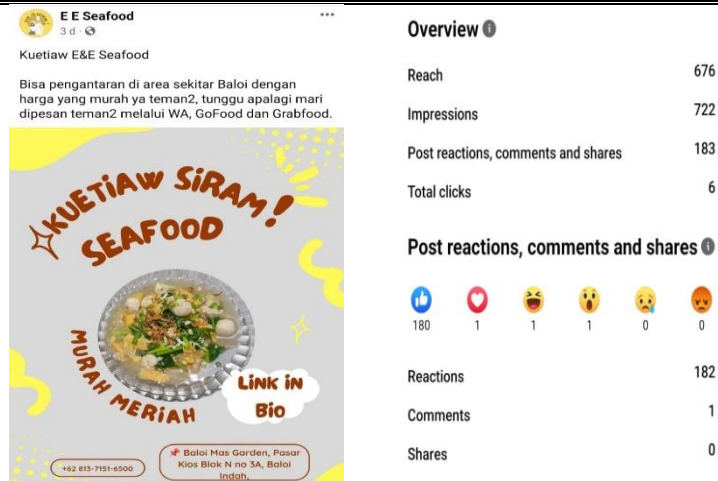 E E Seafood
3 d
Kuetiaw E&E Seafood
Bisa pengantaran di area sekitar Baloi dengan
harga yang murah ya teman2, tunggu apalagi mari
dipesan teman2 melalui WA, GoFood dan Grabfood.
KUETIAW SIRAM!
SEAFOOD
MURAH MERIAH
LINK IN
BIO
+62 813-7151-6500
Baloi Mas Garden, Pasar
Kios Blok N no 3A, Baloi
Indah,
Overview
Reach 676
Impressions 722
Post reactions, comments and shares 183
Total clicks 6
Post reactions, comments and shares
180 1 1 1 0 0
Reactions 182
Comments 1
Shares 0